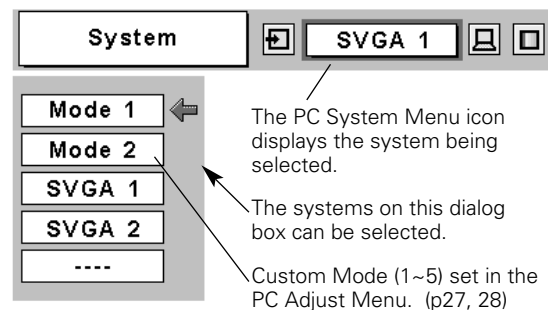 System
SVGA 1
Mode 1
Mode 2
SVGA 1
SVGA 2
----
The PC System Menu icon
displays the system being
selected.
The systems on this dialog
box can be selected.
Custom Mode (1~5) set in the
PC Adjust Menu. (p27, 28)